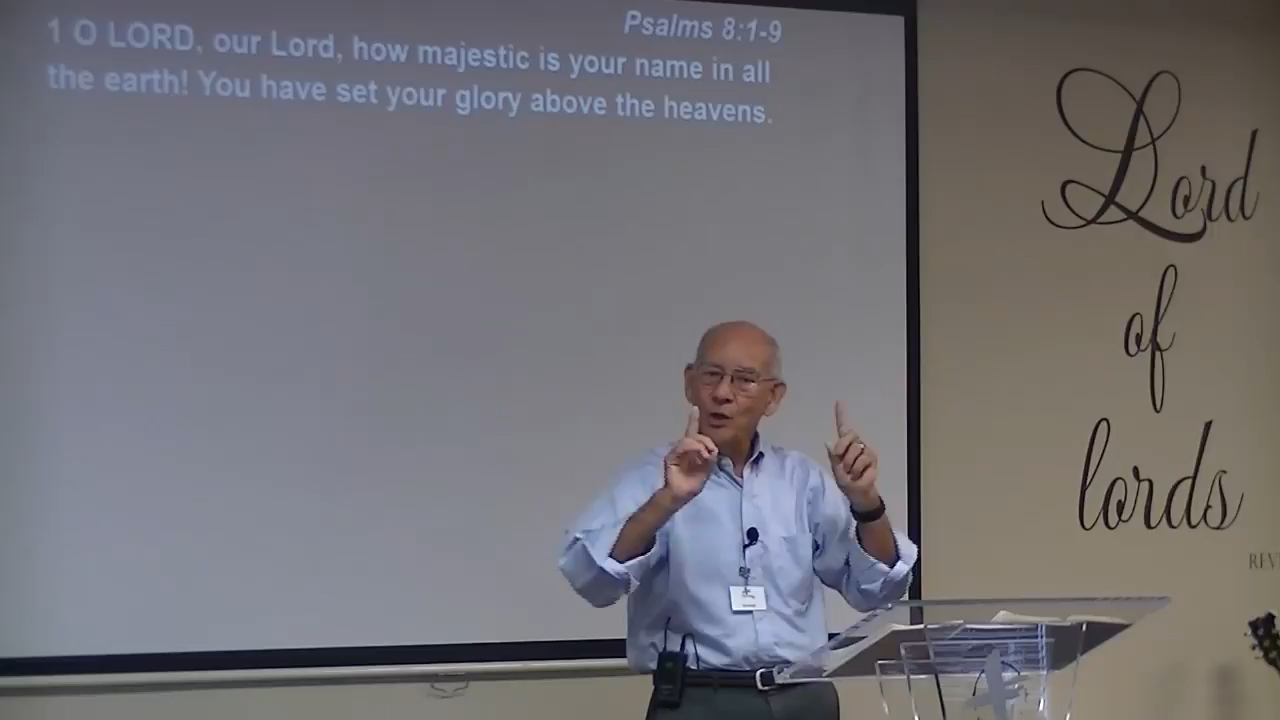 Psalms 8:1-9
1 O LORD, our Lord, how majestic is your name in all
the earth! You have set your glory above the heavens.
Lord
of
lords
REV